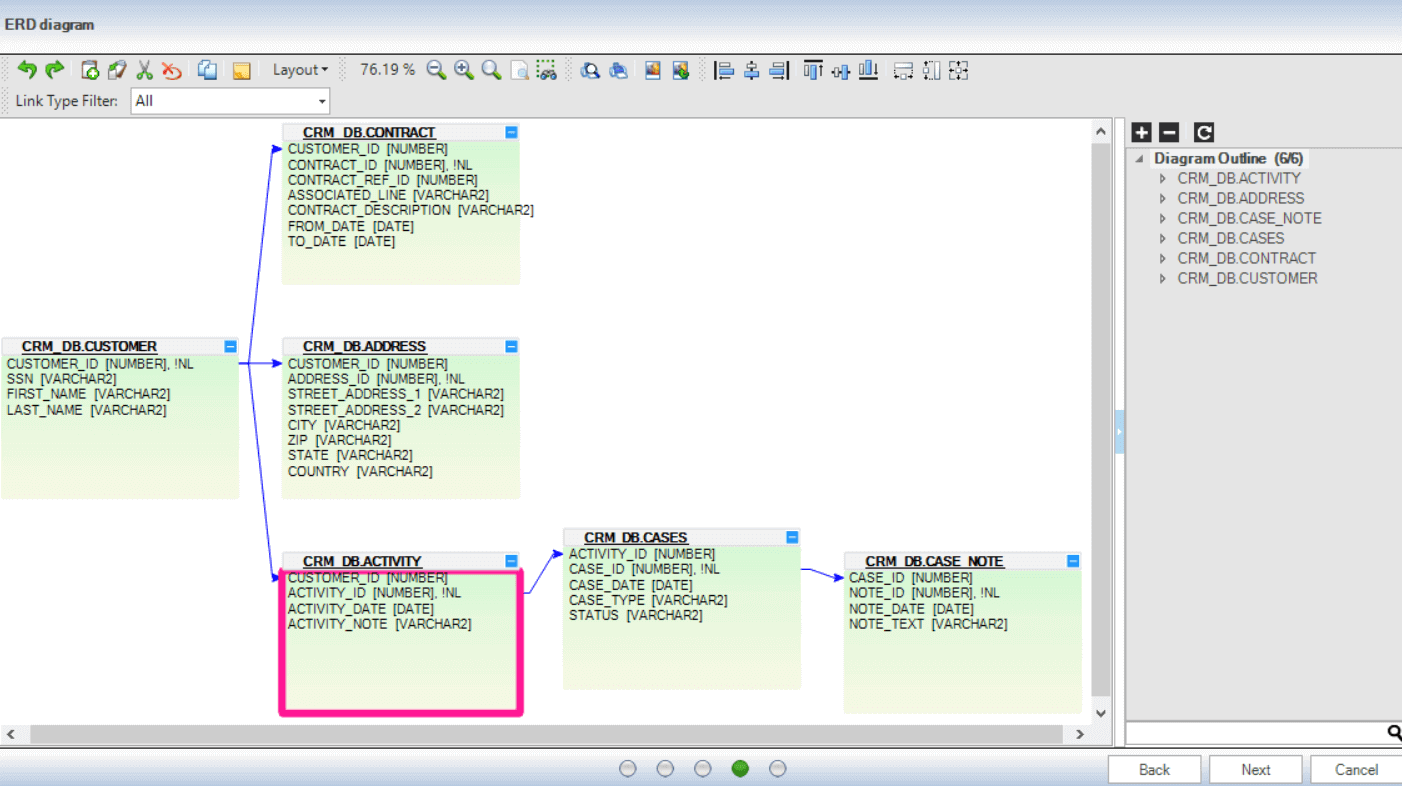 ERD diagram
Layout
76.19 %
Link Type Filter: All
CRM_DB.CONTRACT
CUSTOMER_ID [NUMBER]
CONTRACT_ID [NUMBER], !NL
CONTRACT_REF_ID [NUMBER]
ASSOCIATED_LINE [VARCHAR2]
CONTRACT_DESCRIPTION [VARCHAR2]
FROM_DATE [DATE]
TO_DATE [DATE]
CRM_DB.CUSTOMER
CUSTOMER_ID [NUMBER], !NL
SSN [VARCHAR2]
FIRST_NAME [VARCHAR2]
LAST_NAME [VARCHAR2]
CRM_DB.ADDRESS
CUSTOMER_ID [NUMBER]
ADDRESS_ID [NUMBER], !NL
STREET_ADDRESS_1 [VARCHAR2]
STREET_ADDRESS_2 [VARCHAR2]
CITY [VARCHAR2]
ZIP [VARCHAR2]
STATE [VARCHAR2]
COUNTRY [VARCHAR2]
CRM_DB.ACTIVITY
CUSTOMER_ID [NUMBER]
ACTIVITY_ID [NUMBER], !NL
ACTIVITY_DATE [DATE]
ACTIVITY_NOTE [VARCHAR2]
CRM_DB.CASES
ACTIVITY_ID [NUMBER]
CASE_ID [NUMBER], !NL
CASE_DATE [DATE]
CASE_TYPE [VARCHAR2]
STATUS [VARCHAR2]
CRM_DB.CASE_NOTE
CASE_ID [NUMBER]
NOTE_ID [NUMBER], !NL
NOTE_DATE [DATE]
NOTE_TEXT [VARCHAR2]
Diagram Outline (6/6)
CRM_DB.ACTIVITY
CRM_DB.ADDRESS
CRM_DB.CASE_NOTE
CRM_DB.CASES
CRM_DB.CONTRACT
CRM_DB.CUSTOMER
Back
Next
Cancel